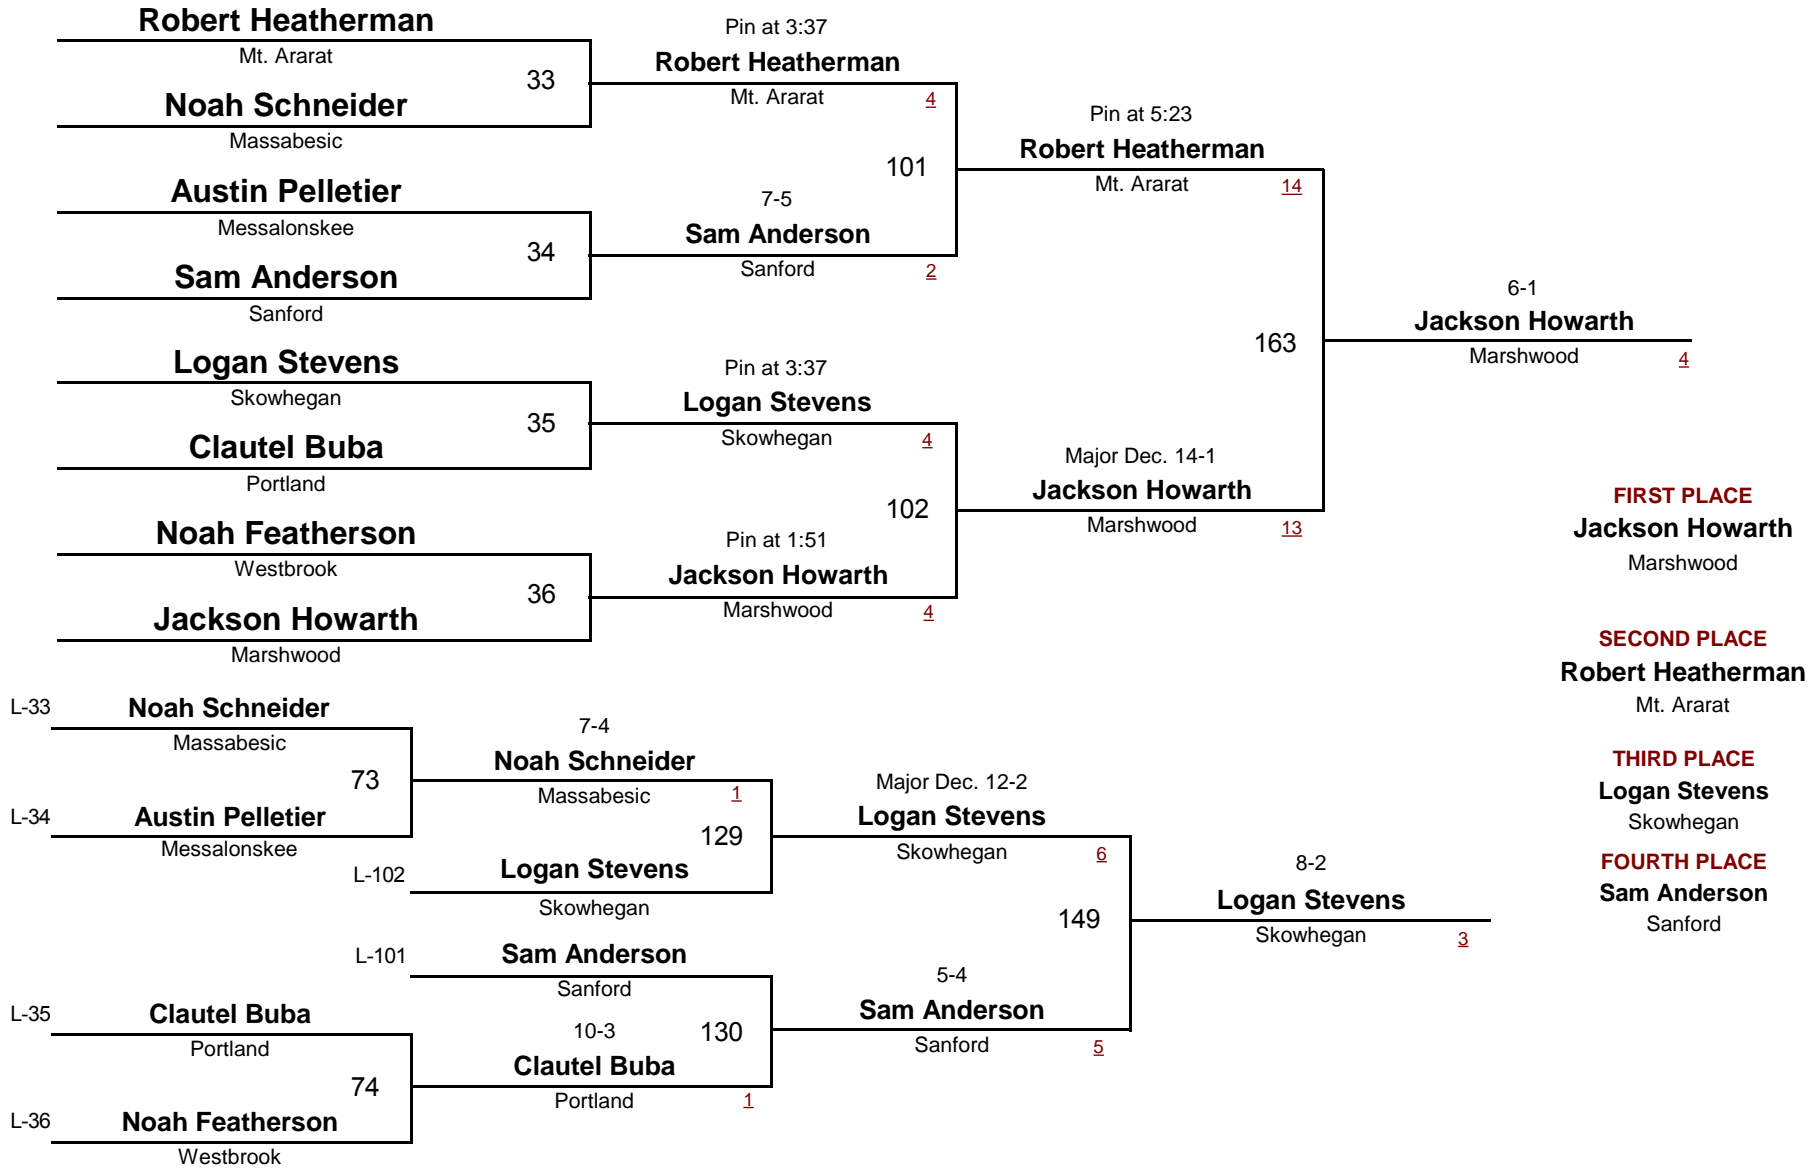 Robert Heatherman
Mt. Ararat
33
Noah Schneider
Massabesic
Austin Pelletier
Messalonskee
34
Sam Anderson
Sanford
Logan Stevens
Skowhegan
35
Clautel Buba
Portland
Noah Featherson
Westbrook
36
Jackson Howarth
Marshwood
Pin at 3:37
Robert Heatherman
Mt. Ararat
4
101
7-5
Sam Anderson
Sanford
2
Pin at 3:37
Logan Stevens
Skowhegan
4
102
Pin at 1:51
Jackson Howarth
Marshwood
4
Pin at 5:23
Robert Heatherman
Mt. Ararat
14
163
Major Dec. 14-1
Jackson Howarth
Marshwood
13
6-1
Jackson Howarth
Marshwood
4
L-33
Noah Schneider
Massabesic
73
L-34
Austin Pelletier
Messalonskee
7-4
Noah Schneider
Massabesic
1
129
L-102
Logan Stevens
Skowhegan
L-101
Sam Anderson
Sanford
130
L-35
Clautel Buba
Portland
74
L-36
Noah Featherson
Westbrook
10-3
Clautel Buba
Portland
1
Major Dec. 12-2
Logan Stevens
Skowhegan
6
149
5-4
Sam Anderson
Sanford
5
8-2
Logan Stevens
Skowhegan
3
FIRST PLACE
Jackson Howarth
Marshwood
SECOND PLACE
Robert Heatherman
Mt. Ararat
THIRD PLACE
Logan Stevens
Skowhegan
FOURTH PLACE
Sam Anderson
Sanford